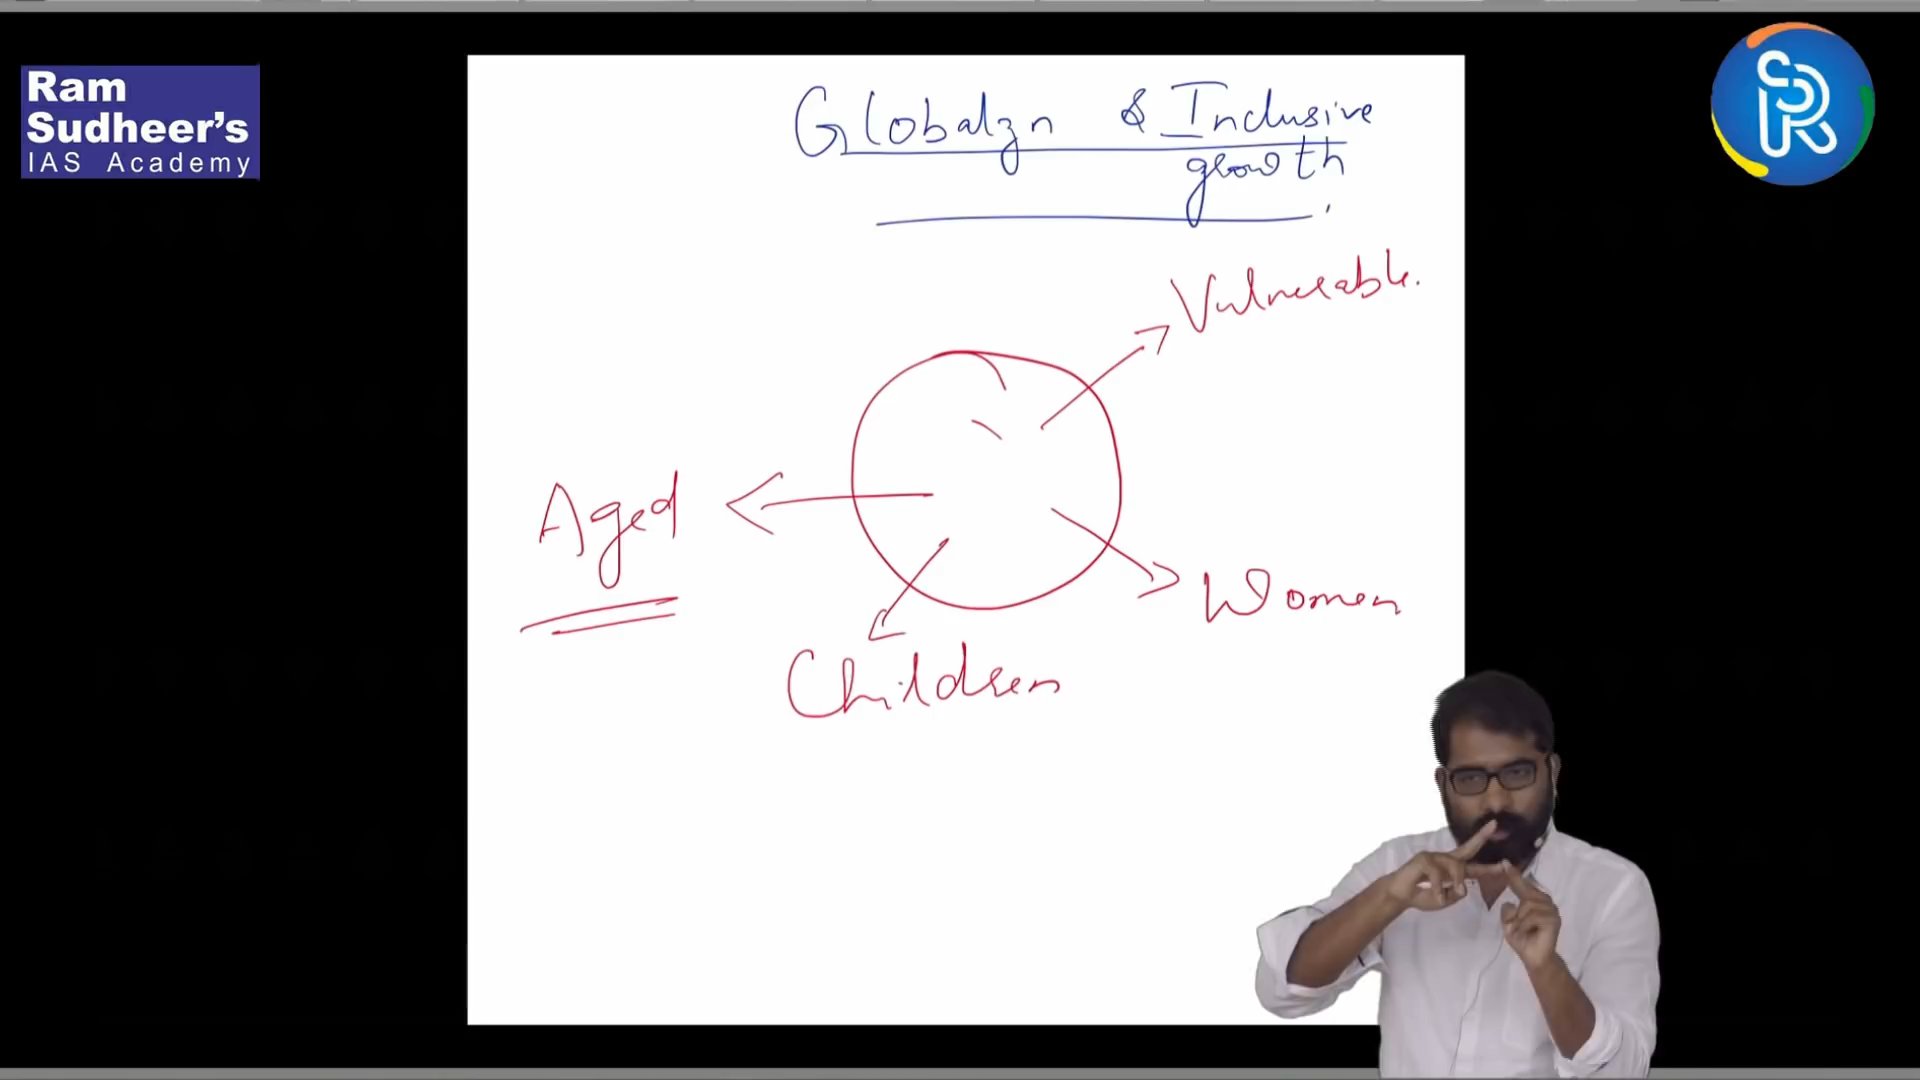 Ram
Sudheer's
IAS Academy
Globalzn & Inclusive
growth
Vulnerable.
Aged
Women
Children